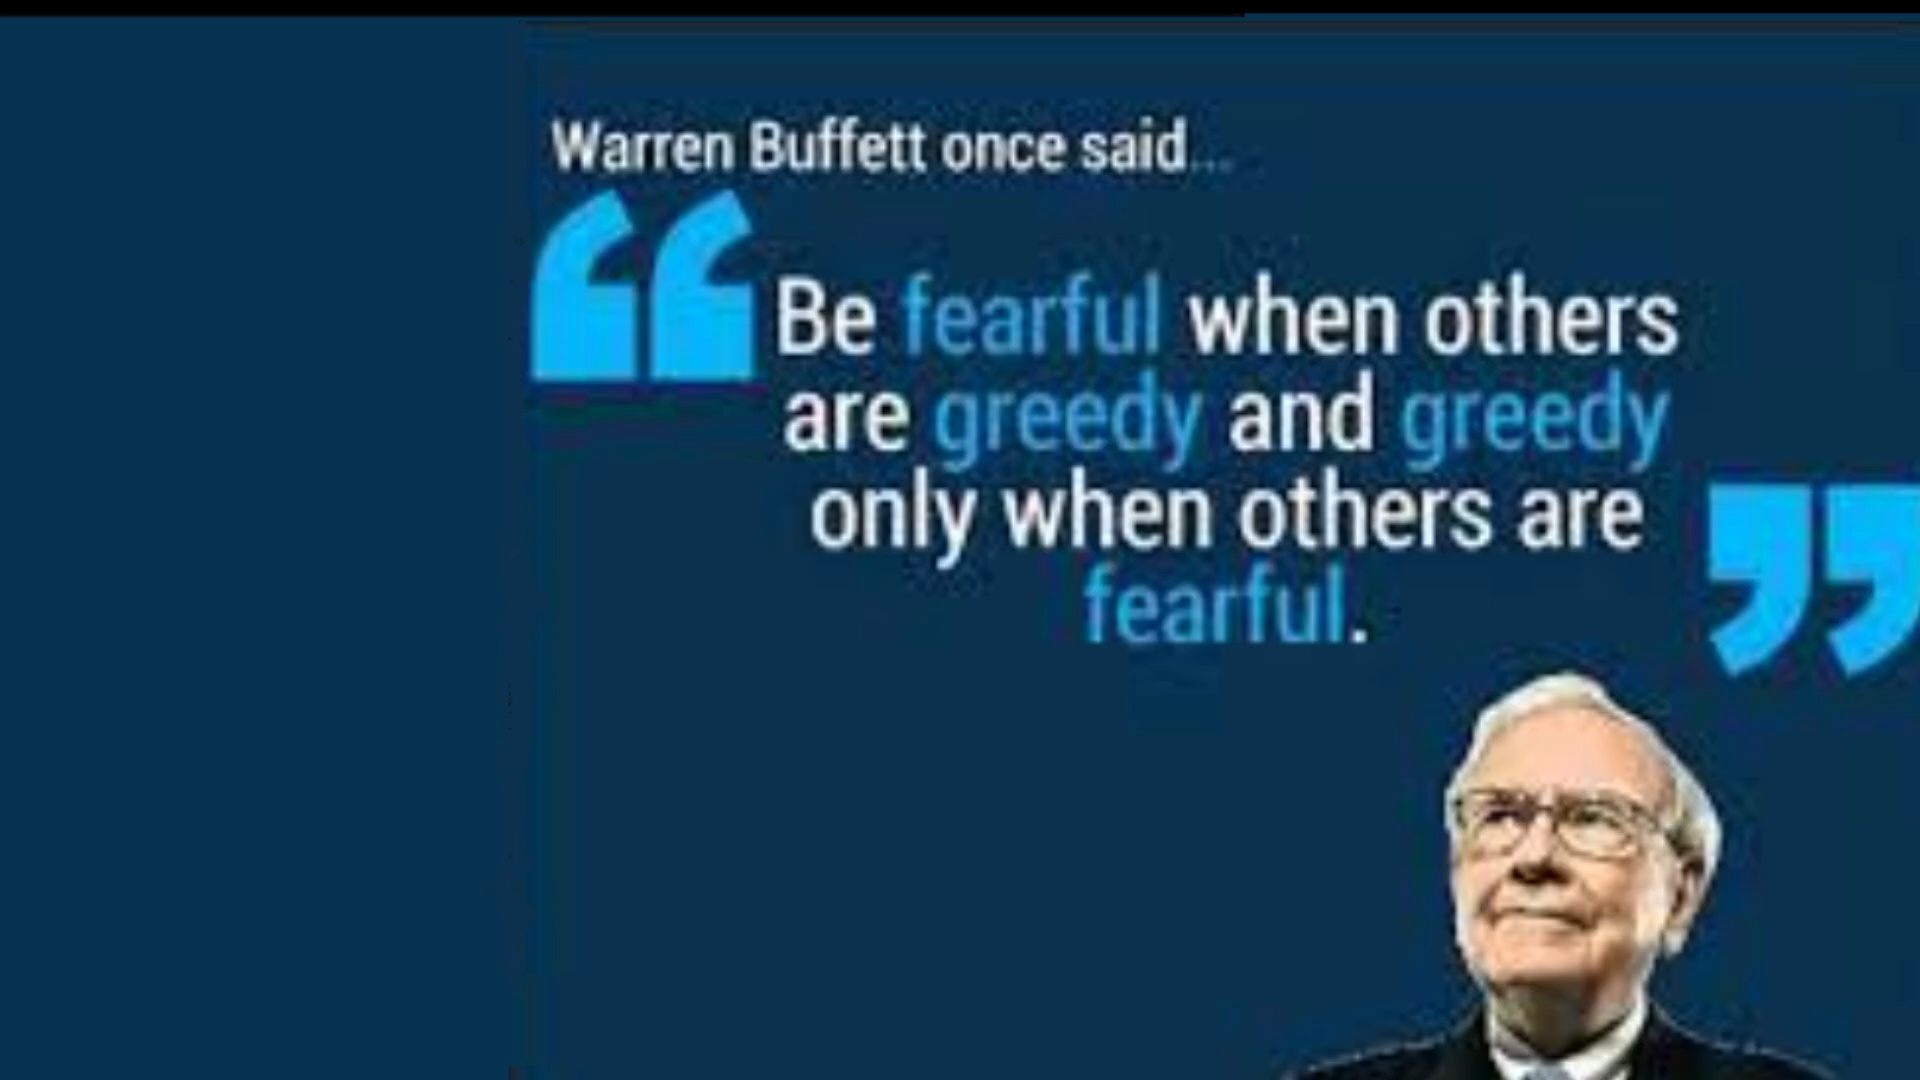 Warren Buffett once said...
“Be fearful when others
are greedy and greedy
only when others are
fearful.”